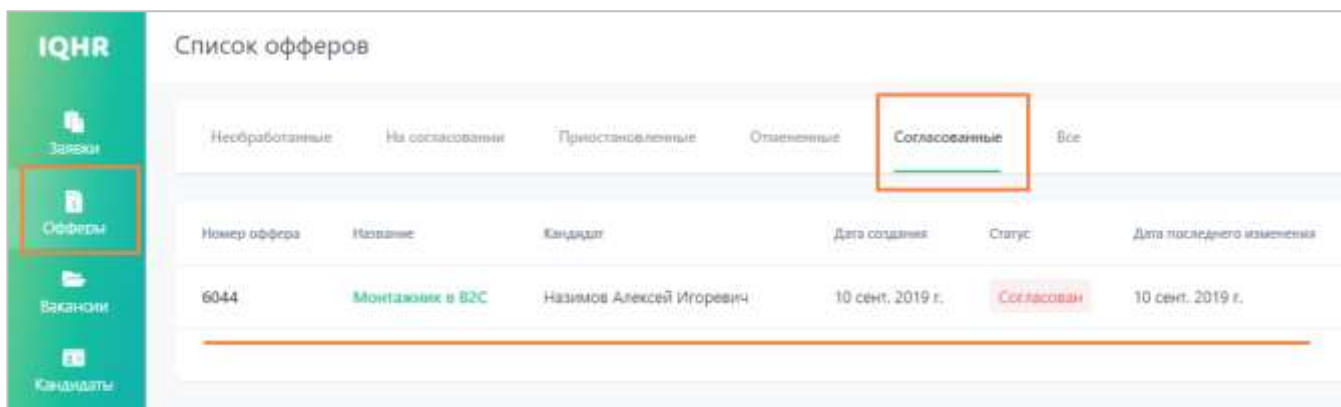 IQHR
Список офферов
Заявки
Необработанные На согласовании Приостановленные Отмененные Согласованные Все
Офферы
Номер оффера Название Кандидат Дата создания Статус Дата последнего изменения
Вакансии
6044 Монтажник в B2C Назимов Алексей Игоревич 10 сент. 2019 г. Согласован 10 сент. 2019 г.
Кандидаты